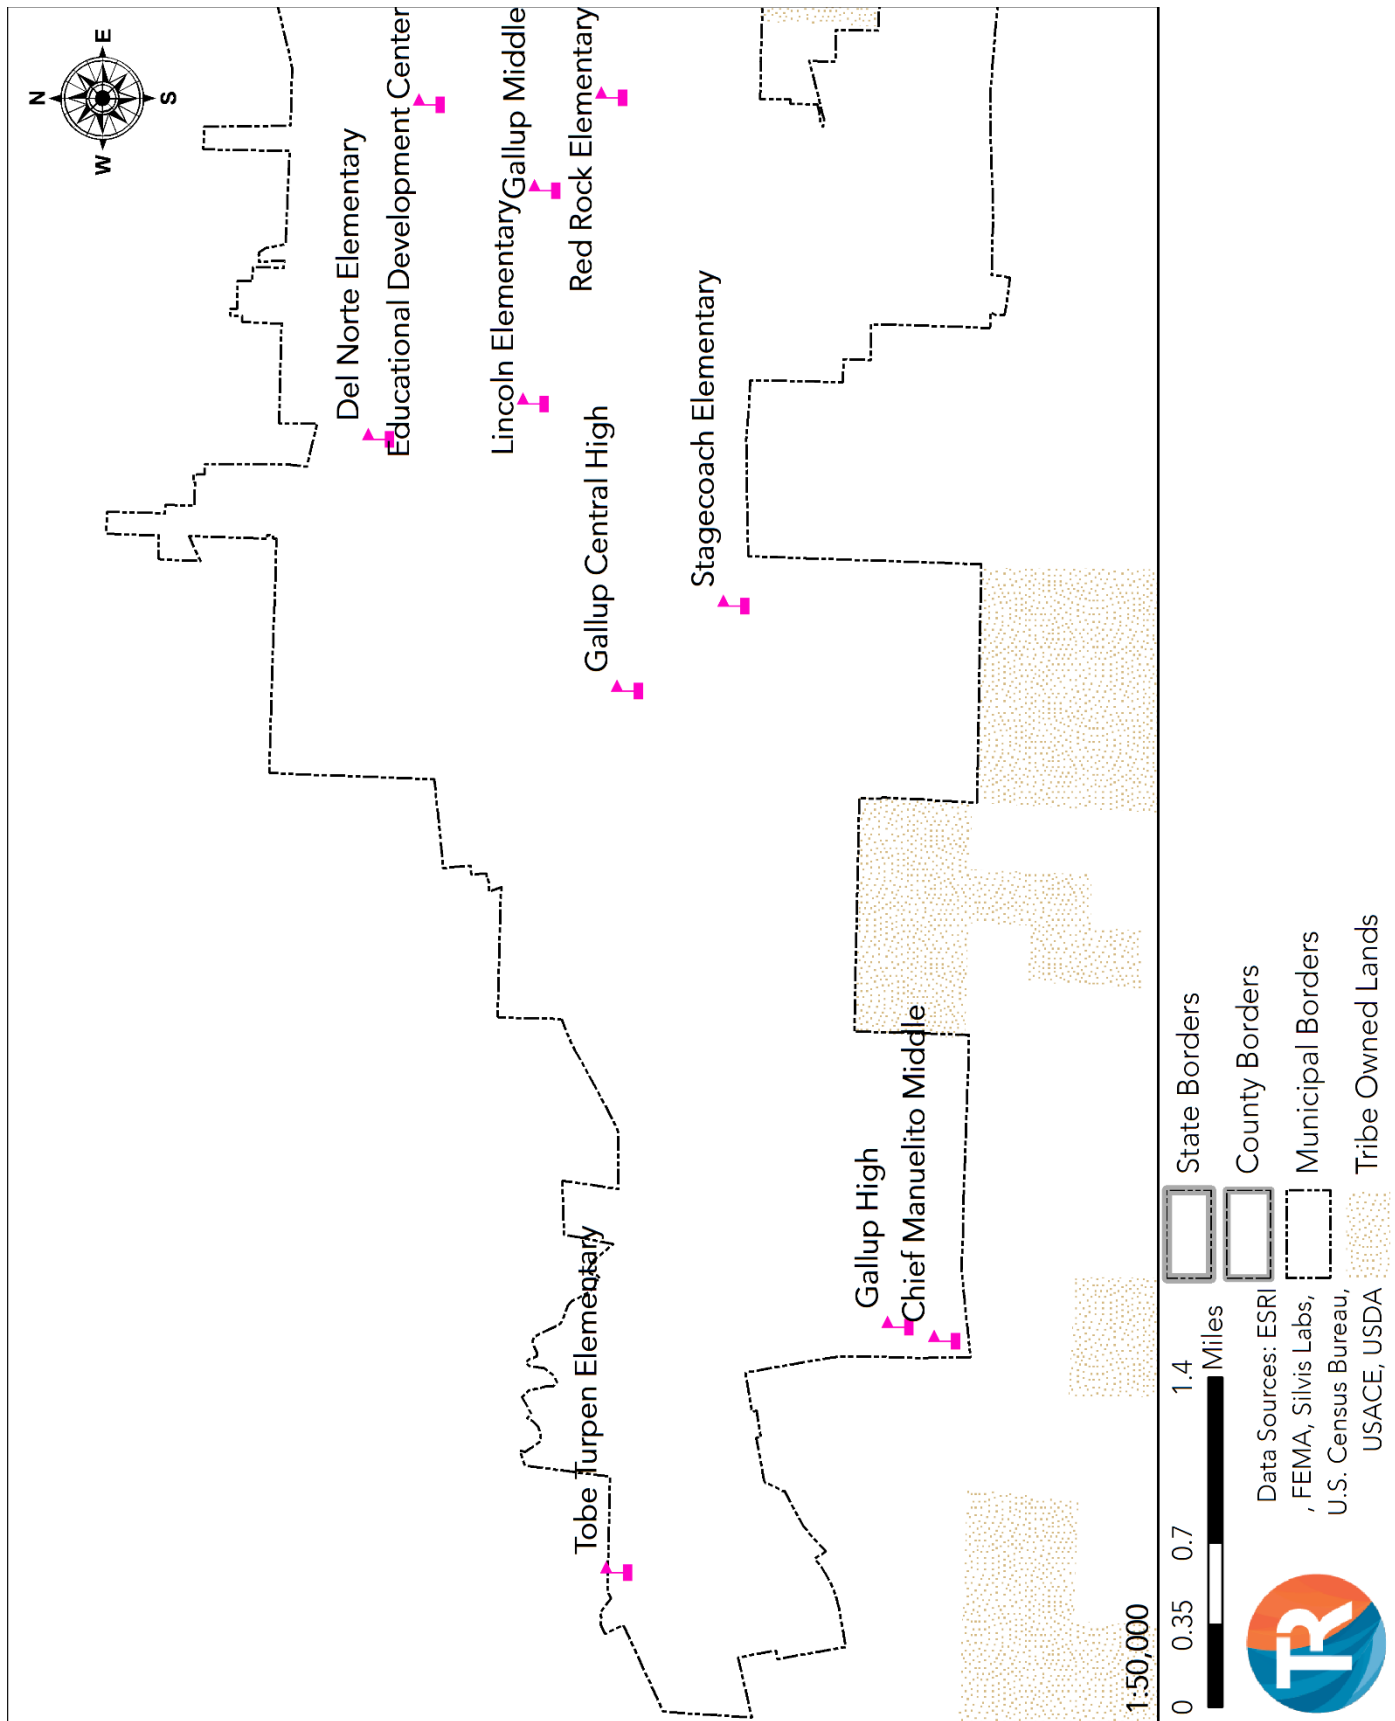 N
E
S
W
Del Norte Elementary
Educational Development Center
Lincoln Elementary
Gallup Middle
Red Rock Elementary
Gallup Central High
Stagecoach Elementary
Tobe Turpen Elementary
Gallup High
Chief Manuelito Middle
1:50,000
0 0.35 0.7 1.4
Miles
Data Sources: ESRI
, FEMA, Silvis Labs,
U.S. Census Bureau,
USACE, USDA
State Borders
County Borders
Municipal Borders
Tribe Owned Lands
TR